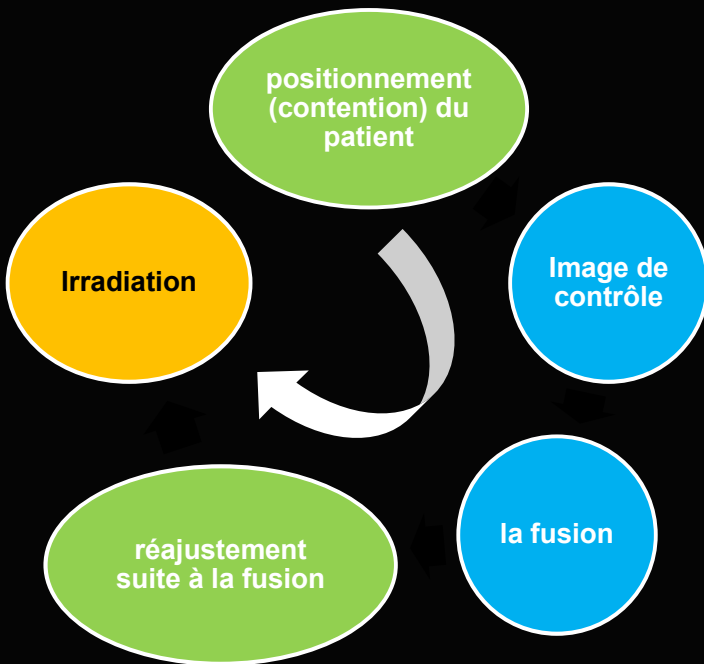 positionnement
(contention) du
patient
Image de
contrôle
la fusion
réajustement
suite à la fusion
Irradiation